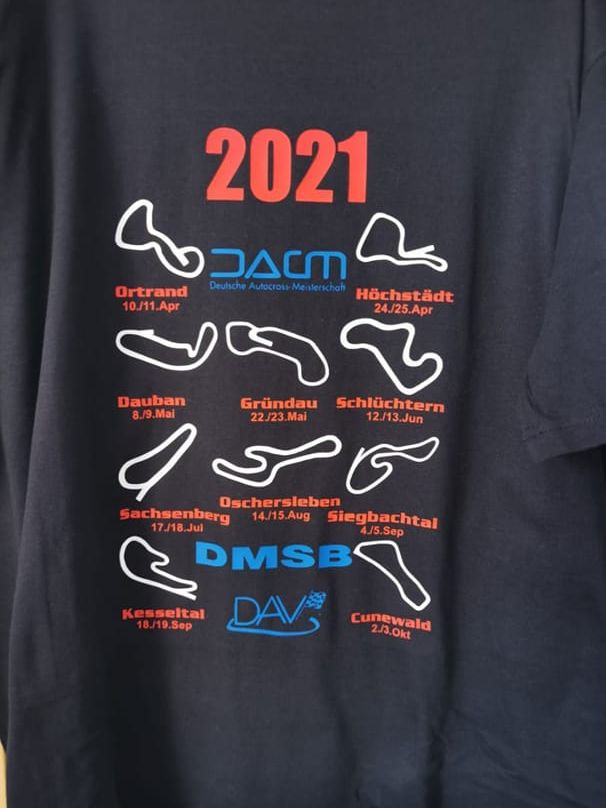 2021
DACM
Deutsche Autocross-Meisterschaft
Ortrand
10./11.Apr
Höchstädt
24./25.Apr
Dauban
8./9.Mai
Gründau
22./23.Mai
Schlüchtern
12./13.Jun
Sachsenberg
17./18.Jul
Oschersleben
14./15.Aug
Siegbachtal
4./5.Sep
DMSB
Kesseltal
18./19.Sep
DAV
Cunewald
2./3.Okt